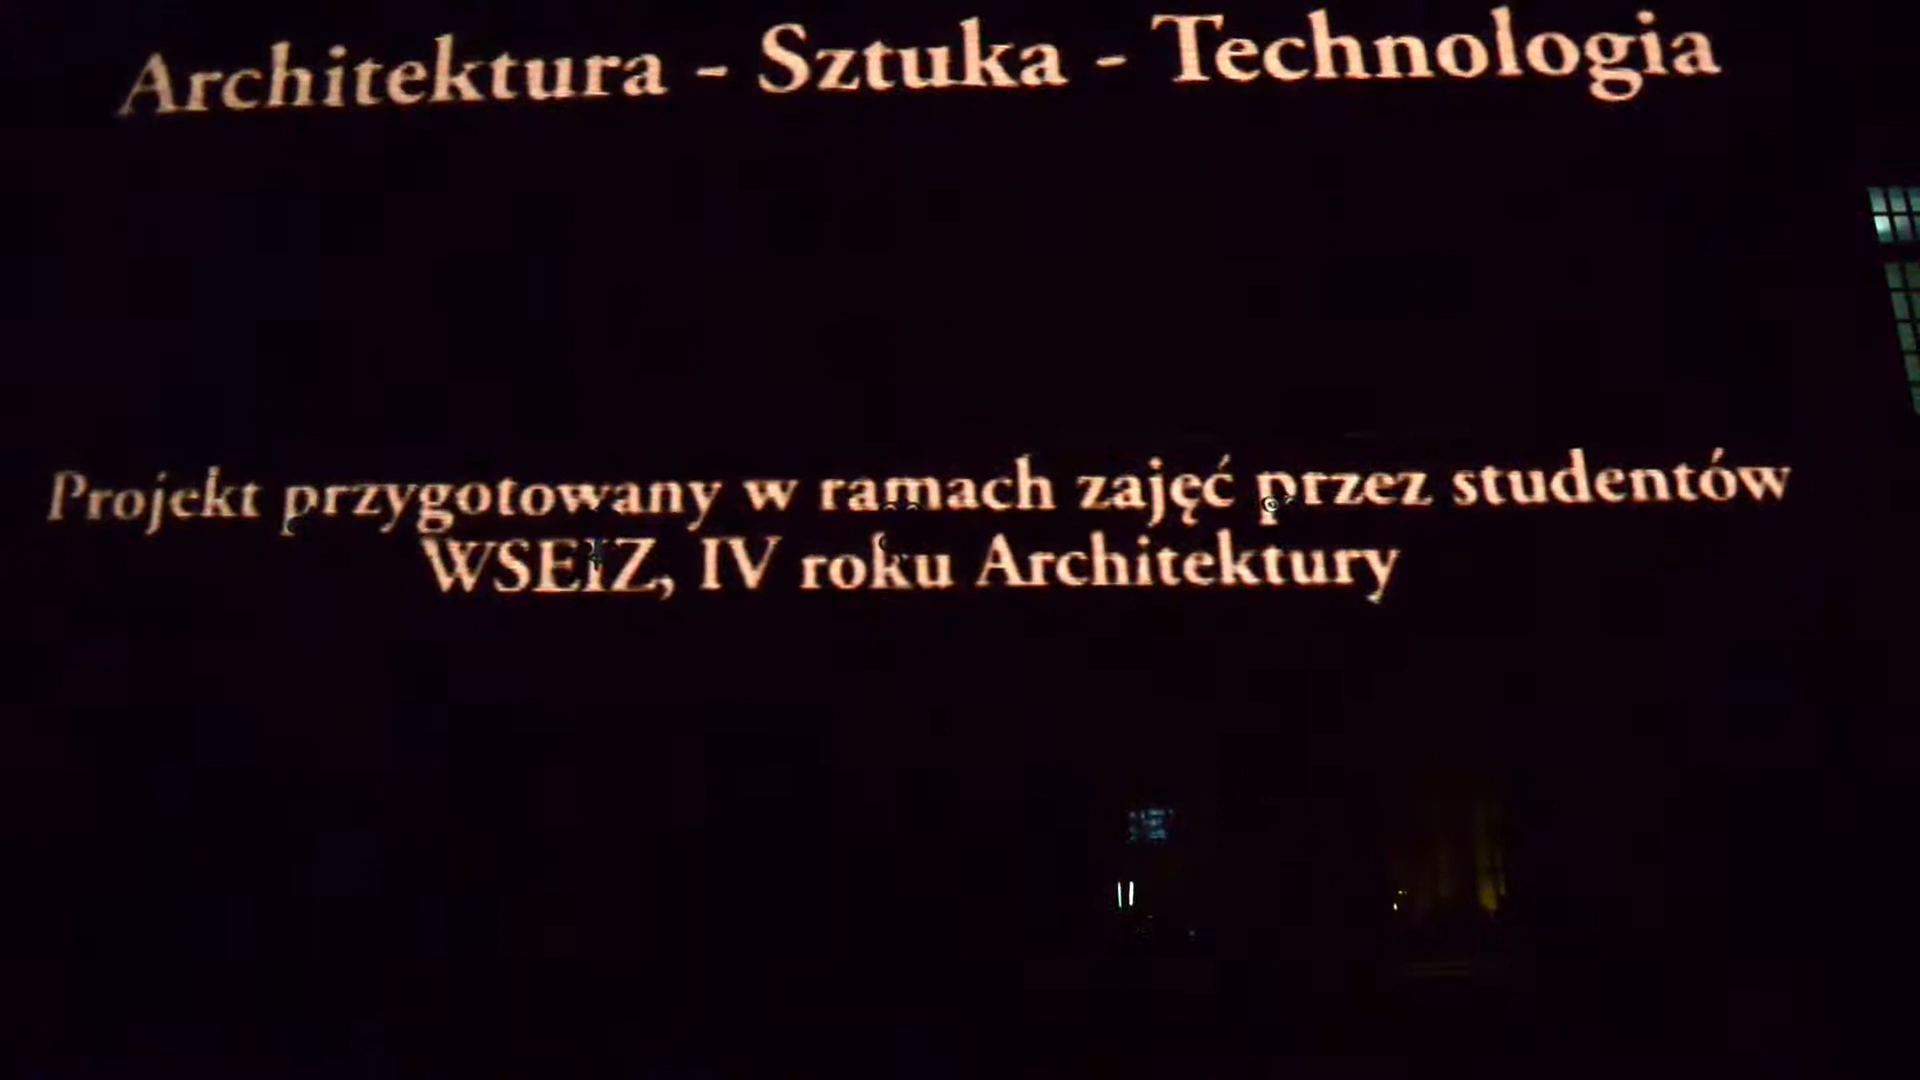 Architektura - Sztuka - Technologia
Projekt przygotowany w ramach zajęć przez studentów
WSEiZ, IV roku Architektury